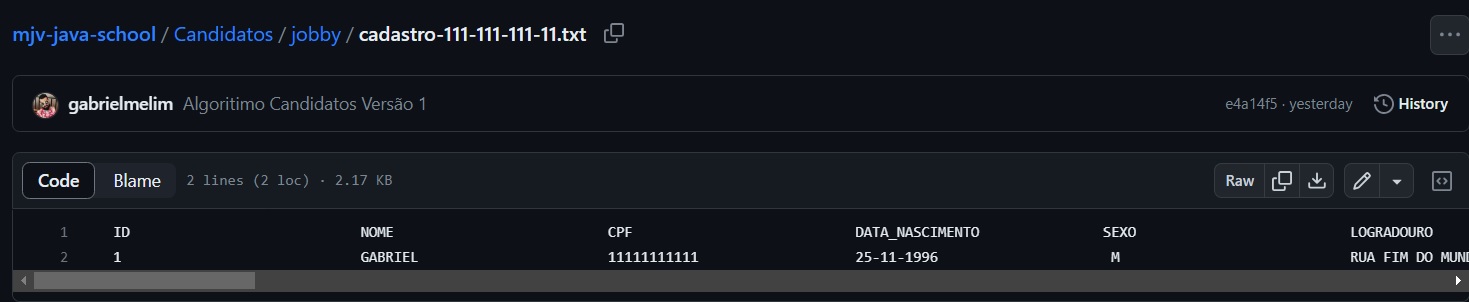 mjv-java-school / Candidatos / jobby / cadastro-111-111-111-11.txt
gabrielmelim Algoritimo Candidatos Versão 1 e4a14f5 · yesterday History
Code Blame 2 lines (2 loc) · 2.17 KB Raw
1 ID NOME CPF DATA_NASCIMENTO SEXO LOGRADOURO
2 1 GABRIEL 11111111111 25-11-1996 M RUA FIM DO MUND